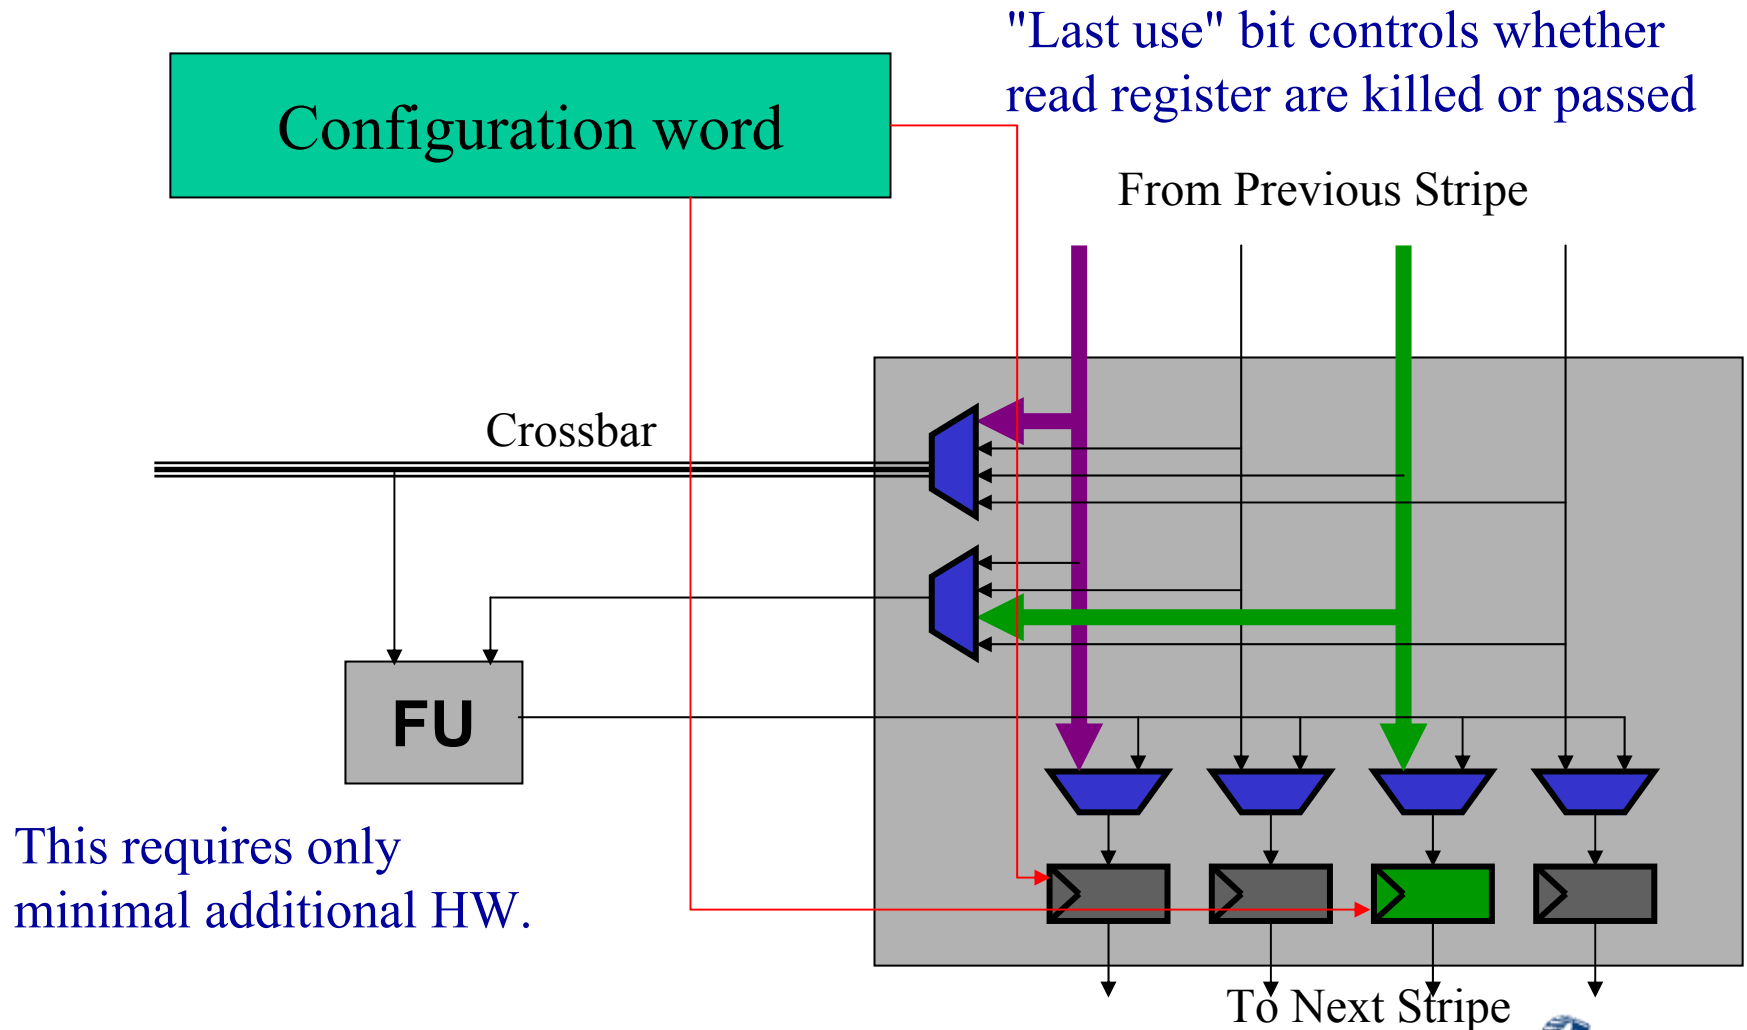 "Last use" bit controls whether
read register are killed or passed
Configuration word
From Previous Stripe
Crossbar
FU
This requires only
minimal additional HW.
To Next Stripe